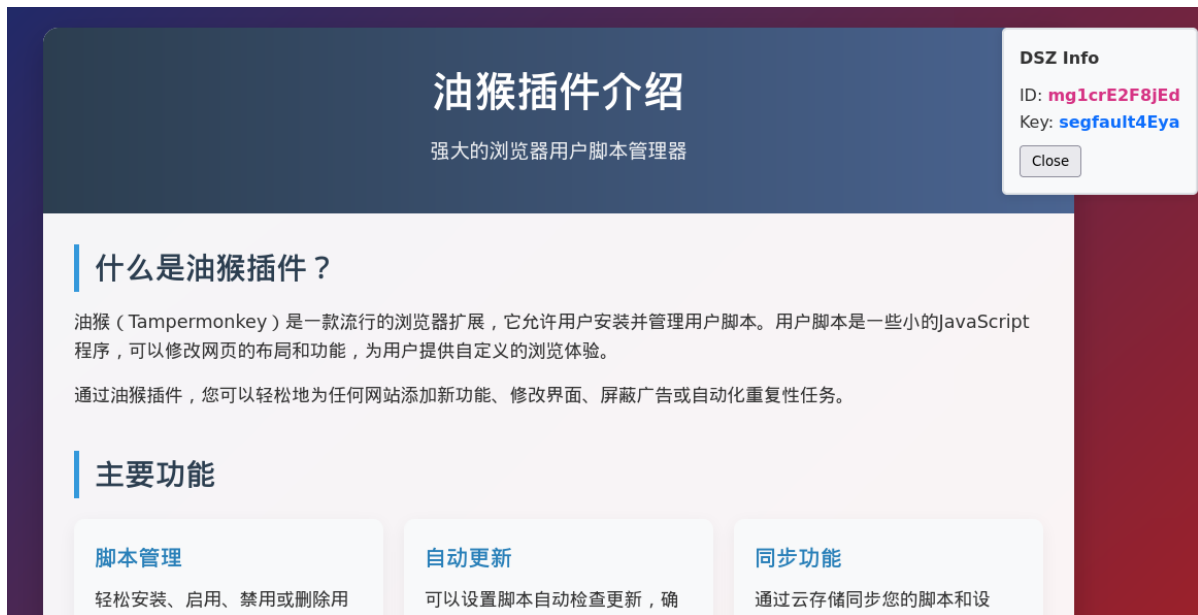 油猴插件介绍
强大的浏览器用户脚本管理器
DSZ Info
ID: mg1crE2F8jEd
Key: segfault4Eya
Close
什么是油猴插件？
油猴（Tampermonkey）是一款流行的浏览器扩展，它允许用户安装并管理用户脚本。用户脚本是一些小的JavaScript
程序，可以修改网页的布局和功能，为用户提供自定义的浏览体验。
通过油猴插件，您可以轻松地为任何网站添加新功能、修改界面、屏蔽广告或自动化重复性任务。
主要功能
脚本管理
轻松安装、启用、禁用或删除用
自动更新
可以设置脚本自动检查更新，确
同步功能
通过云存储同步您的脚本和设